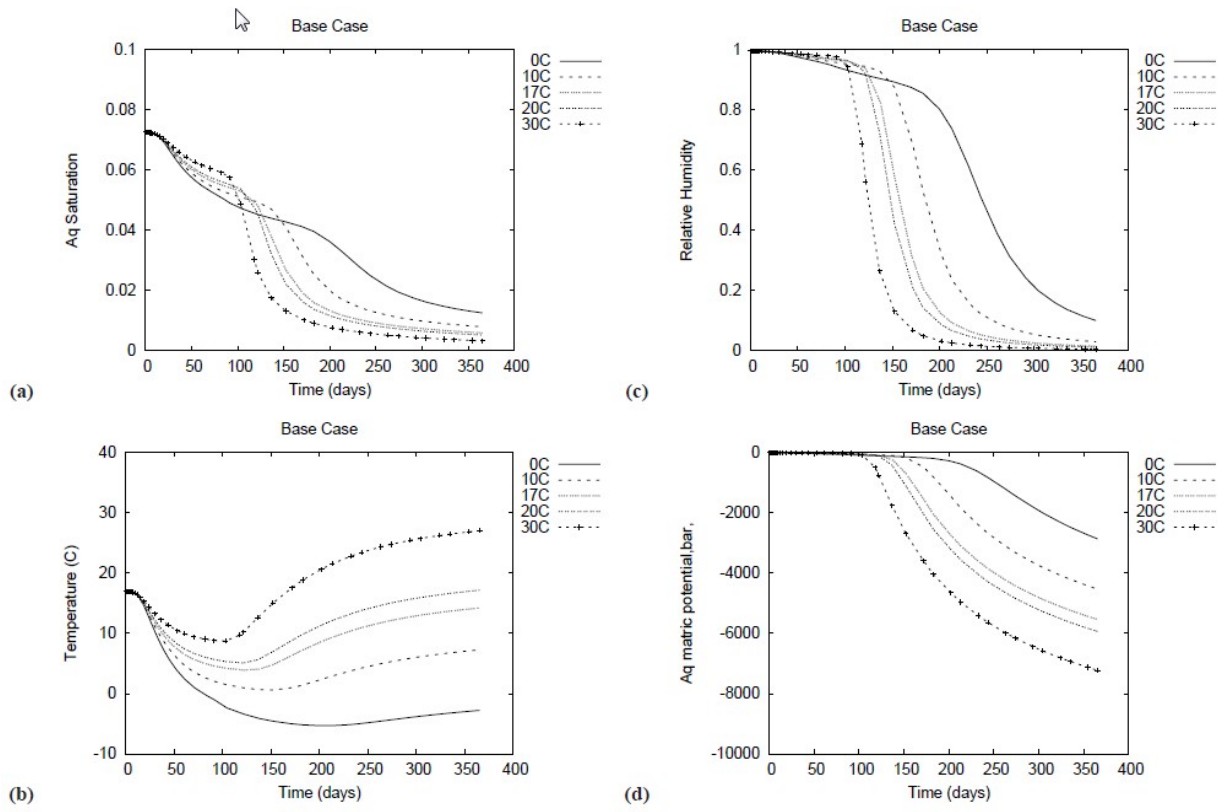 Base Case
0.1
0.08
0.06
0.04
0.02
0
Aq Saturation
0 50 100 150 200 250 300 350 400
Time (days)
0C
10C
17C
20C
30C
(a)
Base Case
1
0.8
0.6
0.4
0.2
0
Relative Humidity
0 50 100 150 200 250 300 350 400
Time (days)
0C
10C
17C
20C
30C
(c)
Base Case
40
30
20
10
0
-10
Temperature (C)
0 50 100 150 200 250 300 350 400
Time (days)
0C
10C
17C
20C
30C
(b)
Base Case
0
-2000
-4000
-6000
-8000
-10000
Aq matric potential,bar,
0 50 100 150 200 250 300 350 400
Time (days)
0C
10C
17C
20C
30C
(d)